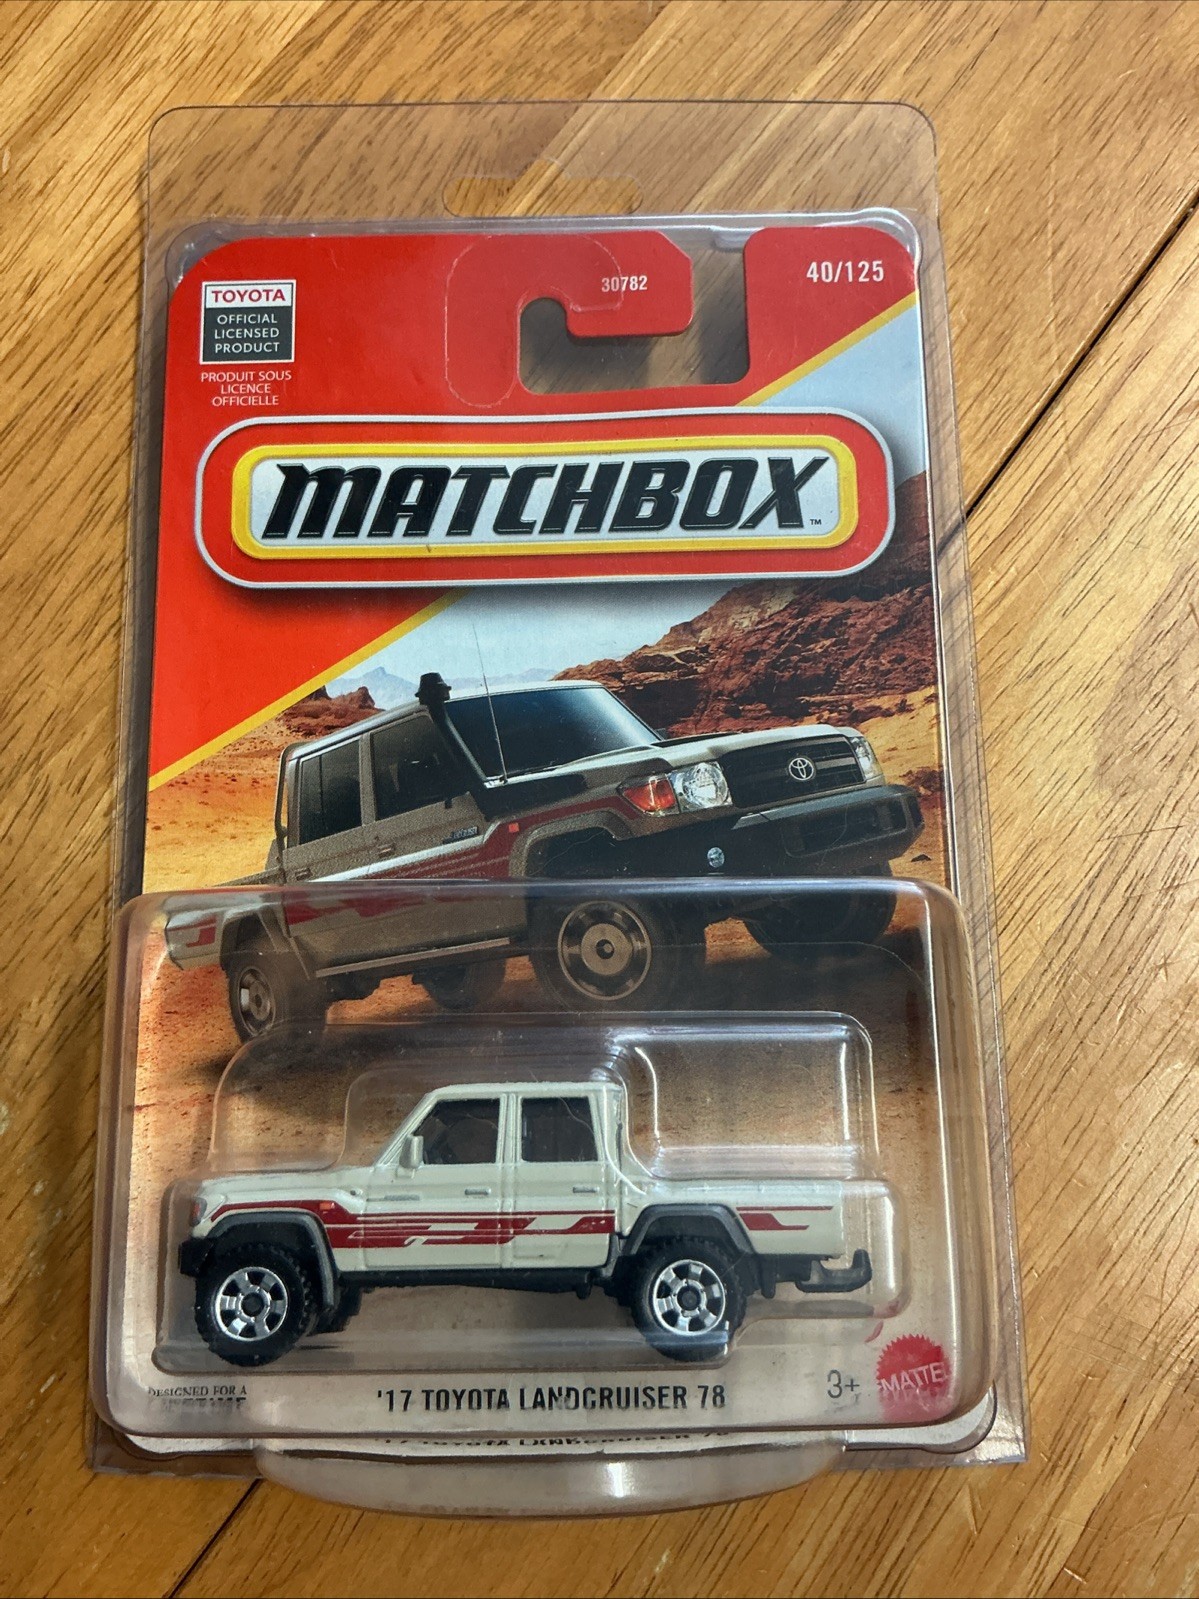 30782
40/125
TOYOTA
OFFICIAL
LICENSED
PRODUCT
PRODUIT SOUS
LICENCE
OFFICIELLE
MATCHBOX™
DESIGNED FOR A
'17 TOYOTA LANDCRUISER 78
3+
MATTEL